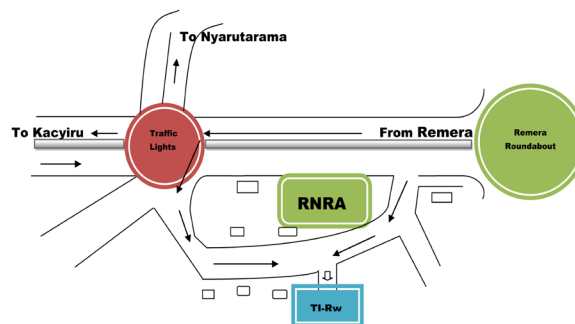 To Nyarutarama
To Kacyiru
Traffic
Lights
From Remera
Remera
Roundabout
RNRA
TI-Rw